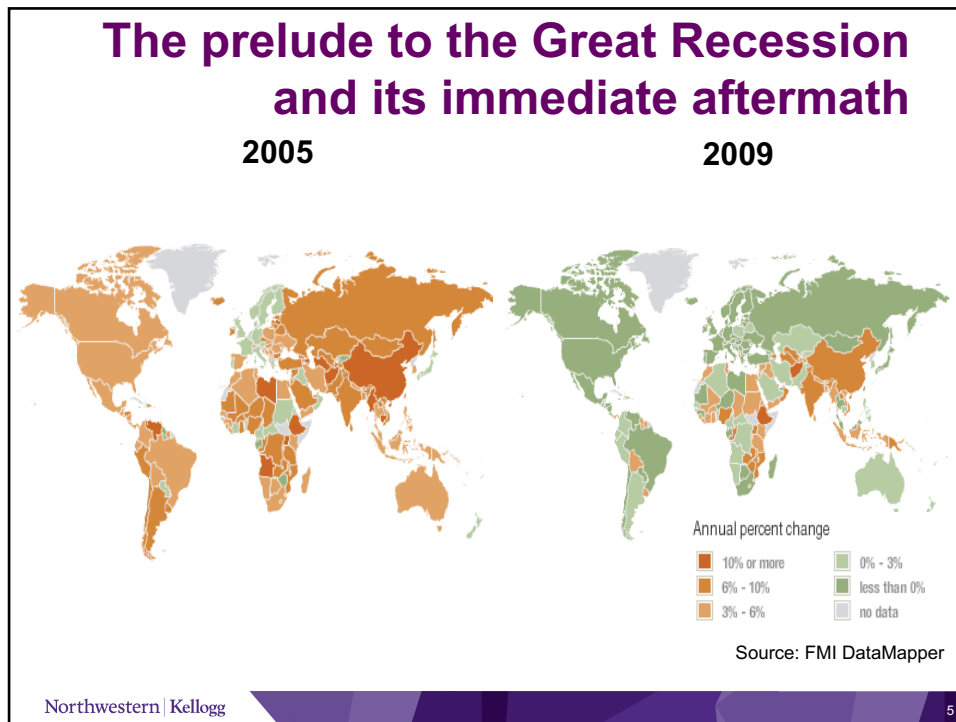 The prelude to the Great Recession
and its immediate aftermath
2005
2009
Annual percent change
10% or more
6% - 10%
3% - 6%
0% - 3%
less than 0%
no data
Source: FMI DataMapper
Northwestern | Kellogg
5